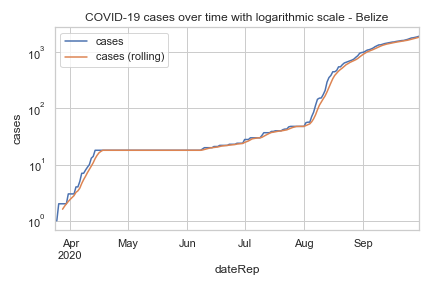 COVID-19 cases over time with logarithmic scale - Belize
cases
cases (rolling)
cases
10³
10²
10¹
10⁰
Apr May Jun Jul Aug Sep
2020
dateRep